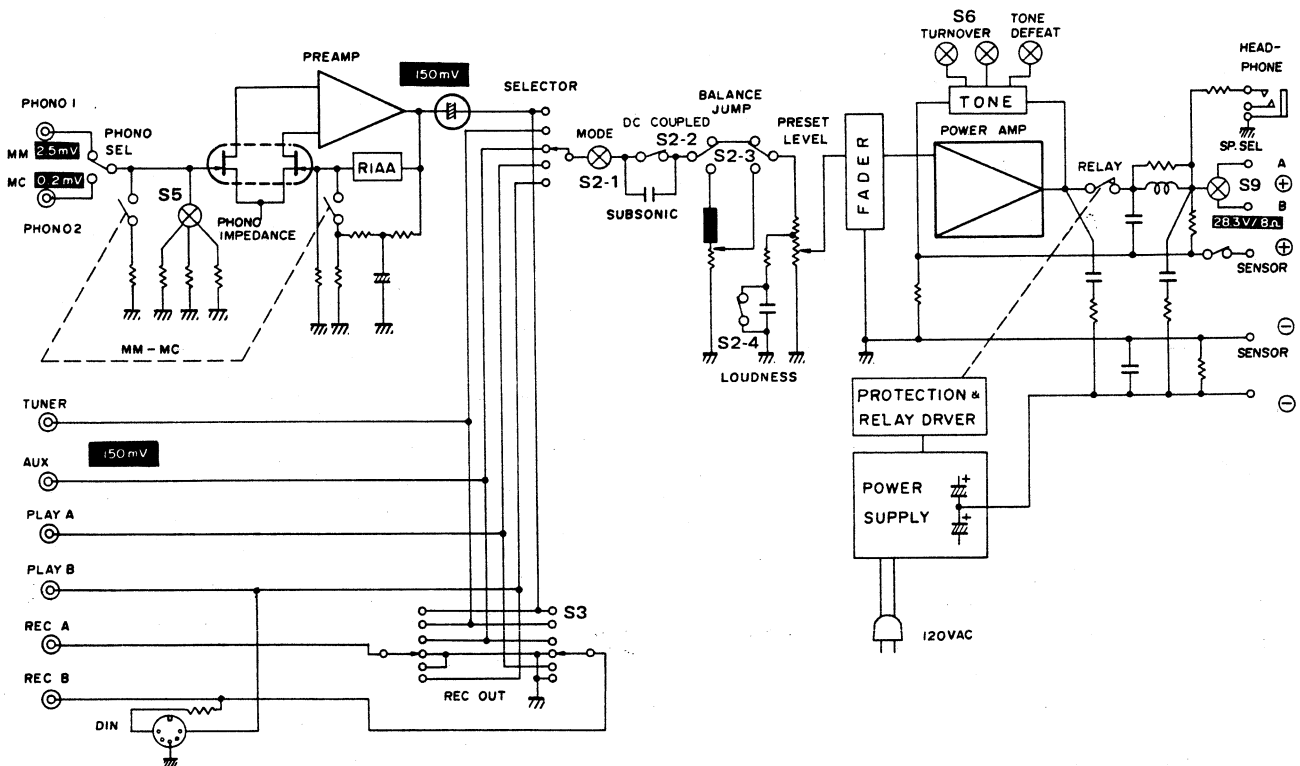 S6
TURNOVER
TONE
DEFEAT
HEAD-
PHONE
PREAMP
150mV
SELECTOR
TONE
PHONO 1
PHONO
SEL
MM 2.5mV
MC 0.2mV
PHONO 2
S5
PHONO
IMPEDANCE
RIAA
MODE
S2-1
DC COUPLED
S2-2
SUBSONIC
BALANCE
JUMP
S2-3
PRESET
LEVEL
S2-4
LOUDNESS
FADER
POWER AMP
RELAY
SP. SEL
A
S9
⊕
B
28.3V/8Ω
⊕
SENSOR
⊖
SENSOR
⊖
MM-MC
PROTECTION &
RELAY DRVER
POWER
SUPPLY
+
+
120VAC
TUNER
150mV
AUX
PLAY A
PLAY B
REC A
REC B
DIN
S3
REC OUT